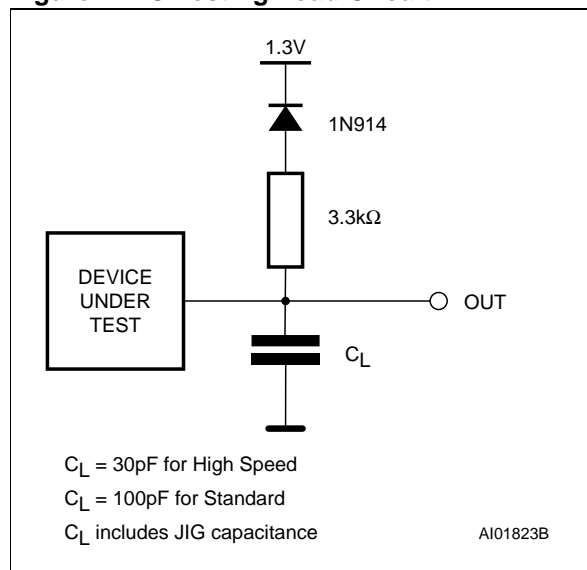 1.3V
1N914
3.3kΩ
DEVICE
UNDER
TEST
OUT
CL
CL = 30pF for High Speed
CL = 100pF for Standard
CL includes JIG capacitance
AI01823B